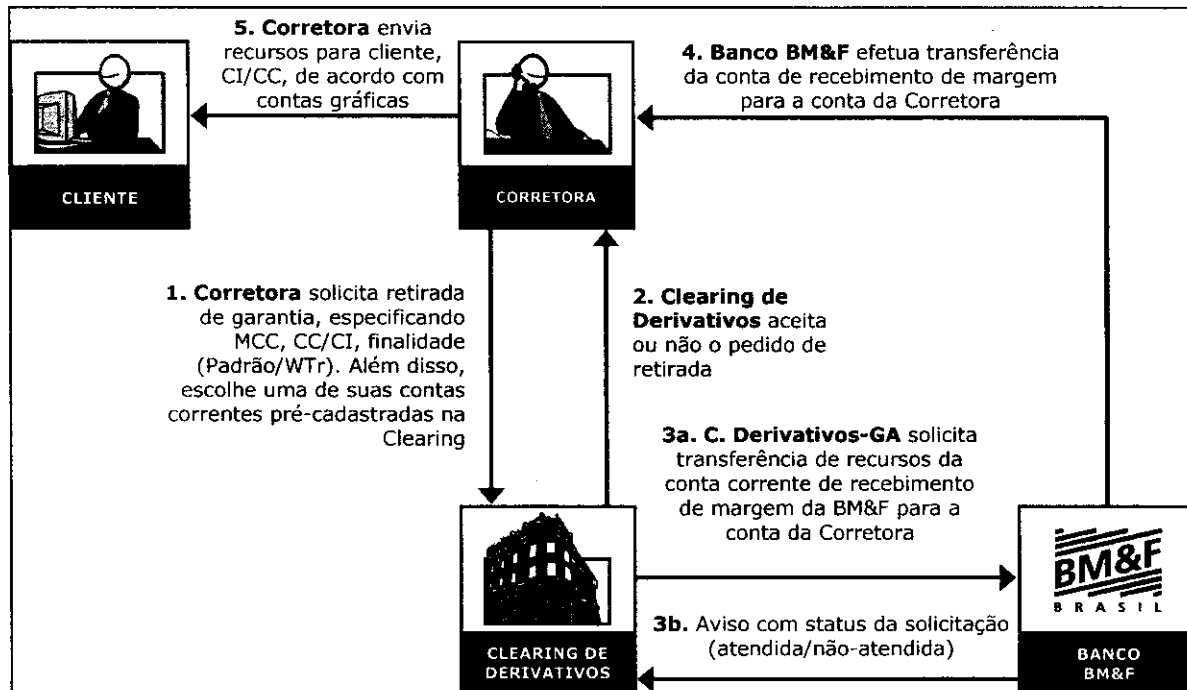 5. Corretora envia
recursos para cliente,
CI/CC, de acordo com
contas gráficas
4. Banco BM&F efetua transferência
da conta de recebimento de margem
para a conta da Corretora
CLIENTE
CORRETORA
1. Corretora solicita retirada
de garantia, especificando
MCC, CC/CI, finalidade
(Padrão/WTr). Além disso,
escolhe uma de suas contas
correntes pré-cadastradas na
Clearing
2. Clearing de
Derivativos aceita
ou não o pedido de
retirada
3a. C. Derivativos-GA solicita
transferência de recursos da
conta corrente de recebimento
de margem da BM&F para a
conta da Corretora
BM&F
BRASIL
3b. Aviso com status da solicitação
(atendida/não-atendida)
CLEARING DE
DERIVATIVOS
BANCO
BM&F